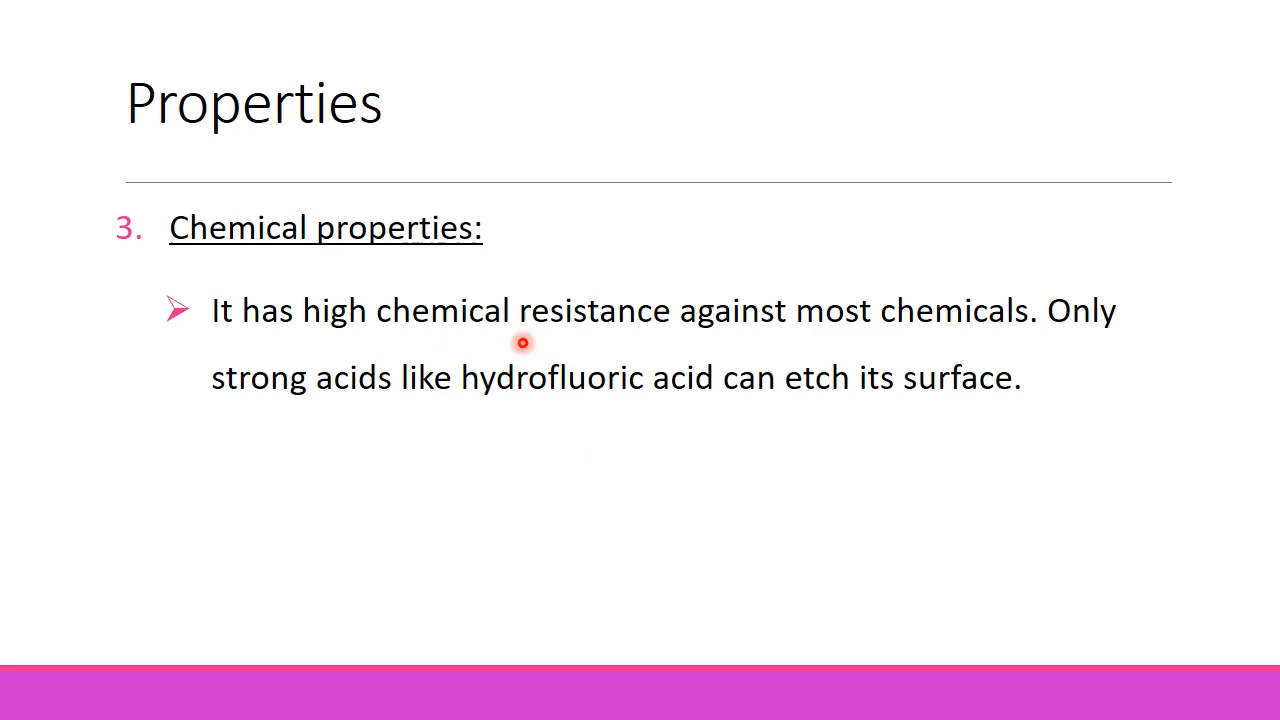 Properties
3. Chemical properties:
It has high chemical resistance against most chemicals. Only
strong acids like hydrofluoric acid can etch its surface.